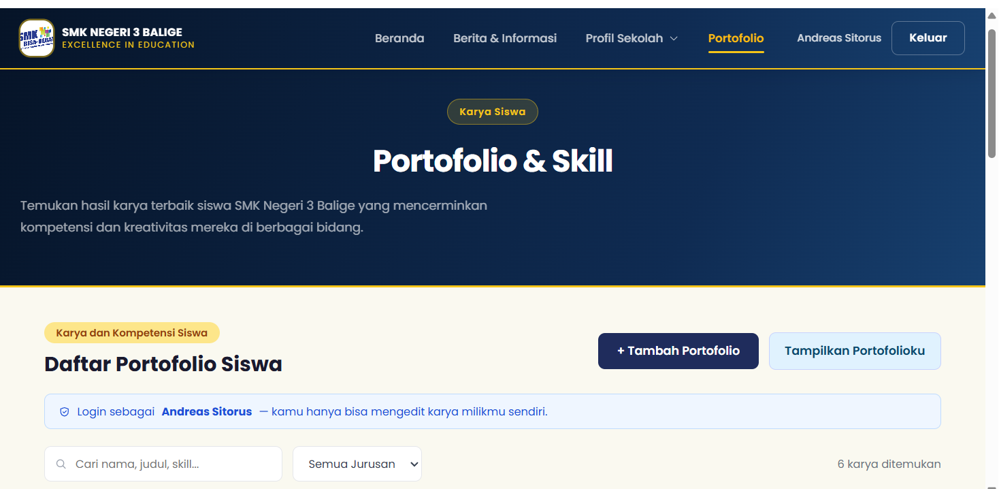 SMK
BISA-HEBAT
SMK NEGERI 3 BALIGE
EXCELLENCE IN EDUCATION
Beranda
Berita & Informasi
Profil Sekolah
Portofolio
Andreas Sitorus
Keluar
Karya Siswa
Portofolio & Skill
Temukan hasil karya terbaik siswa SMK Negeri 3 Balige yang mencerminkan
kompetensi dan kreativitas mereka di berbagai bidang.
Karya dan Kompetensi Siswa
Daftar Portofolio Siswa
+ Tambah Portofolio
Tampilkan Portofolioku
Login sebagai Andreas Sitorus — kamu hanya bisa mengedit karya milikmu sendiri.
Cari nama, judul, skill...
Semua Jurusan
6 karya ditemukan